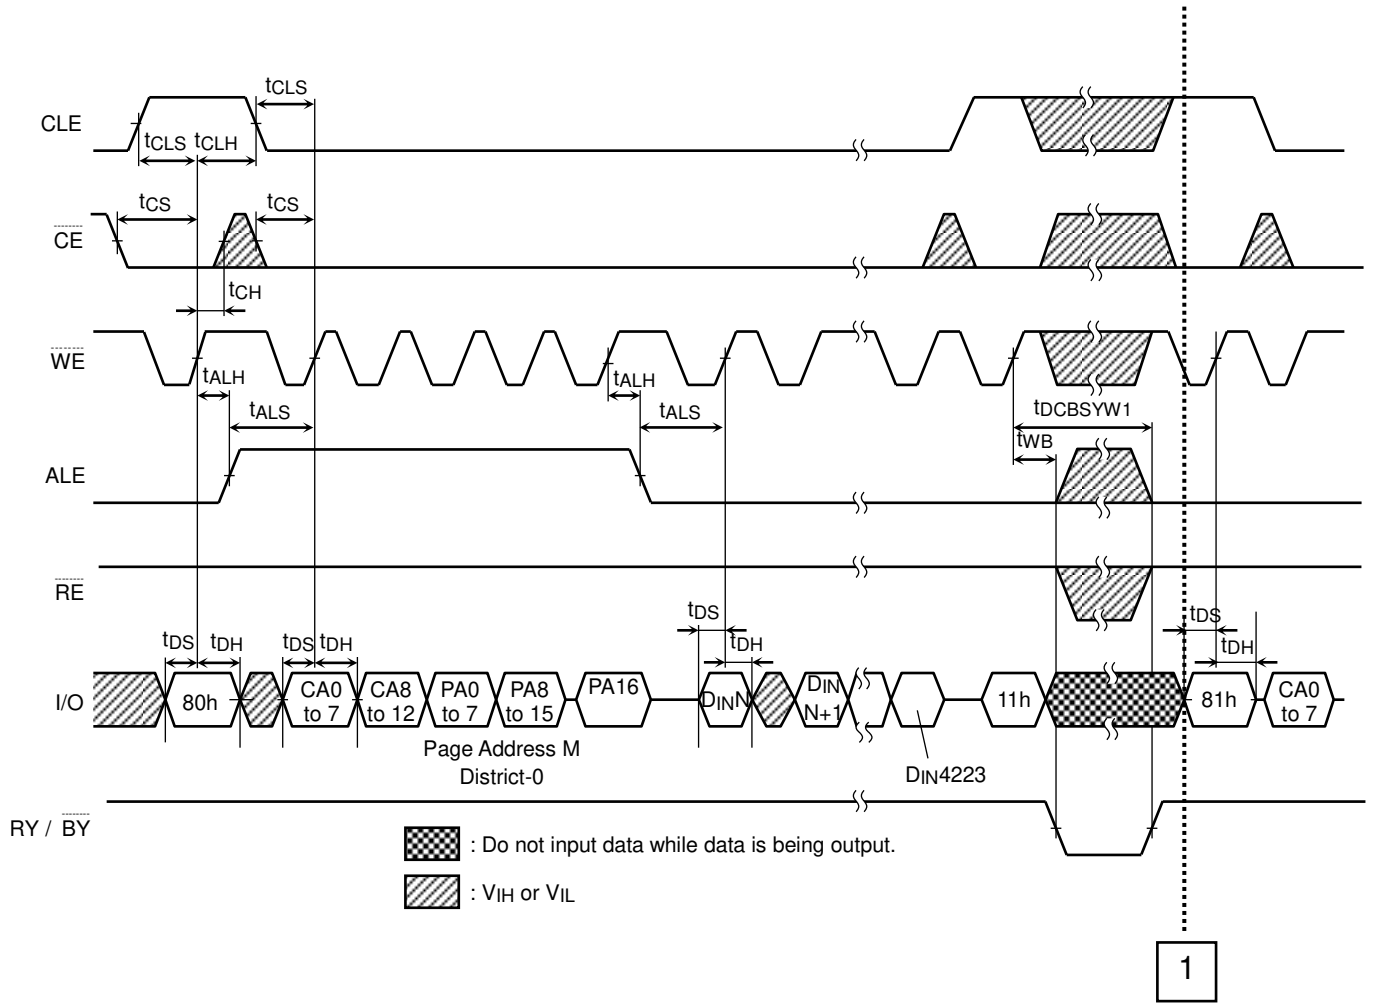 tCLS
CLE
tCLS tCLH
tCS tCS
CE
tCH
WE
tALH tALH
tALS tALS tDCBSYW1
tWB
ALE
RE
tDS tDS
tDS tDH tDS tDH tDH tDH
I/O 80h CA0 to 7 CA8 to 12 PA0 to 7 PA8 to 15 PA16 DINN DIN N+1 11h 81h CA0 to 7
Page Address M
District-0
DIN4223
RY / BY
: Do not input data while data is being output.
: VIH or VIL
1